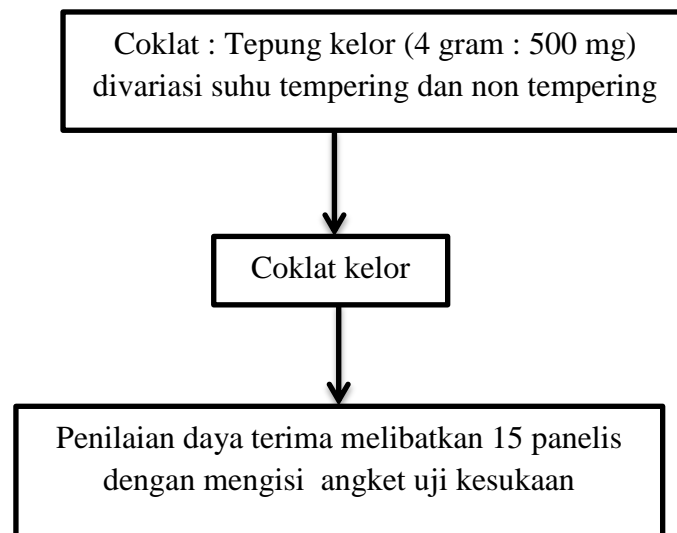 Coklat : Tepung kelor (4 gram : 500 mg)
divariasi suhu tempering dan non tempering
Coklat kelor
Penilaian daya terima melibatkan 15 panelis
dengan mengisi  angket uji kesukaan